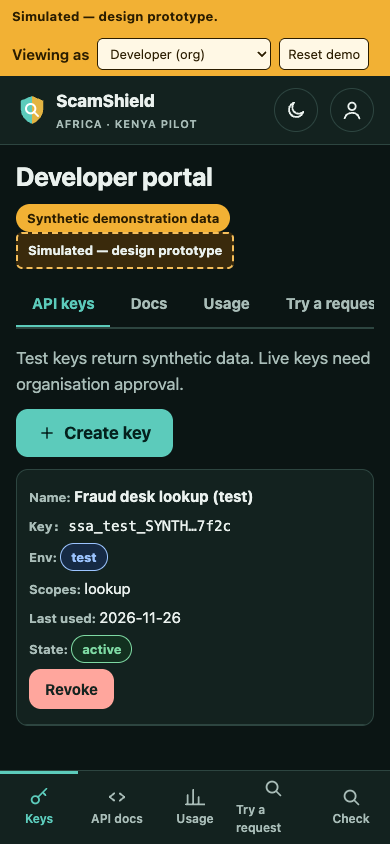 Simulated — design prototype.
Viewing as Developer (org) Reset demo
ScamShield
AFRICA · KENYA PILOT
Developer portal
Synthetic demonstration data
Simulated — design prototype
API keys Docs Usage Try a reques
Test keys return synthetic data. Live keys need
organisation approval.
+ Create key
Name: Fraud desk lookup (test)
Key: ssa_test_SYNTH…7f2c
Env: test
Scopes: lookup
Last used: 2026-11-26
State: active
Revoke
Keys API docs Usage Try a request Check